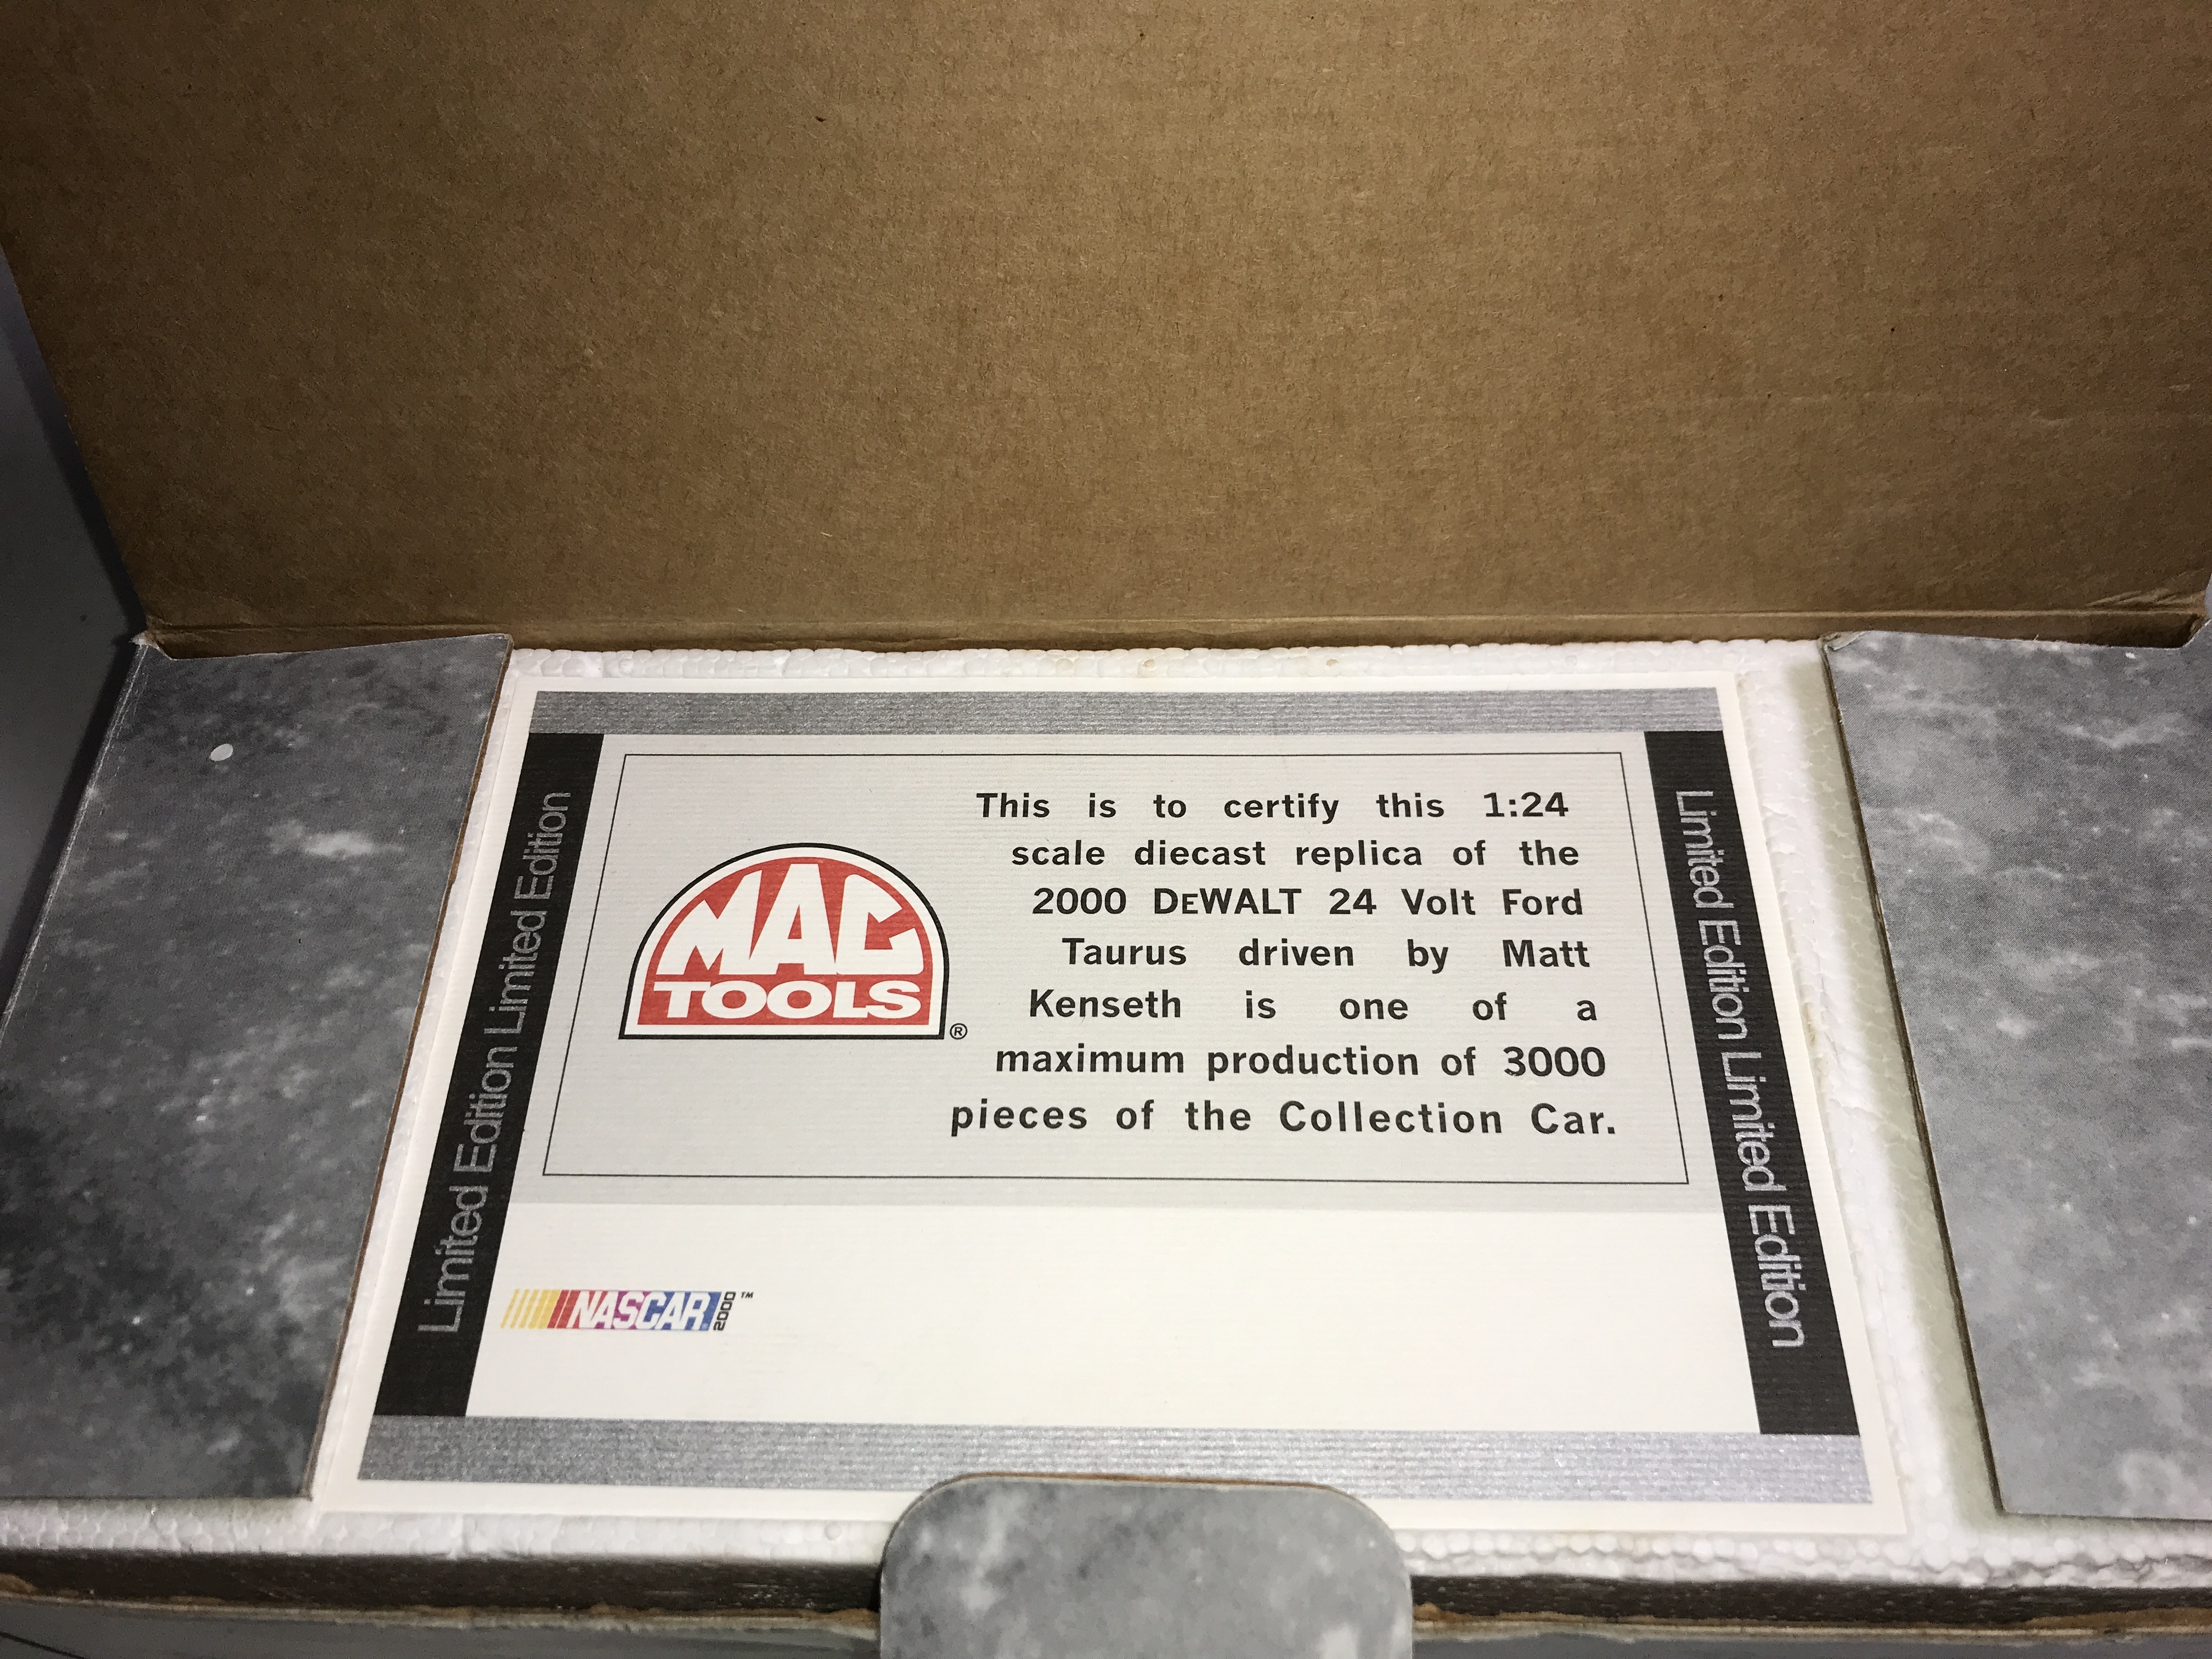 Limited Edition Limited Edition
MAC
TOOLS
®
This is to certify this 1:24
scale diecast replica of the
2000 DEWALT 24 Volt Ford
Taurus driven by Matt
Kenseth is one of a
maximum production of 3000
pieces of the Collection Car.
Limited Edition Limited Edition
NASCAR 2000 ™